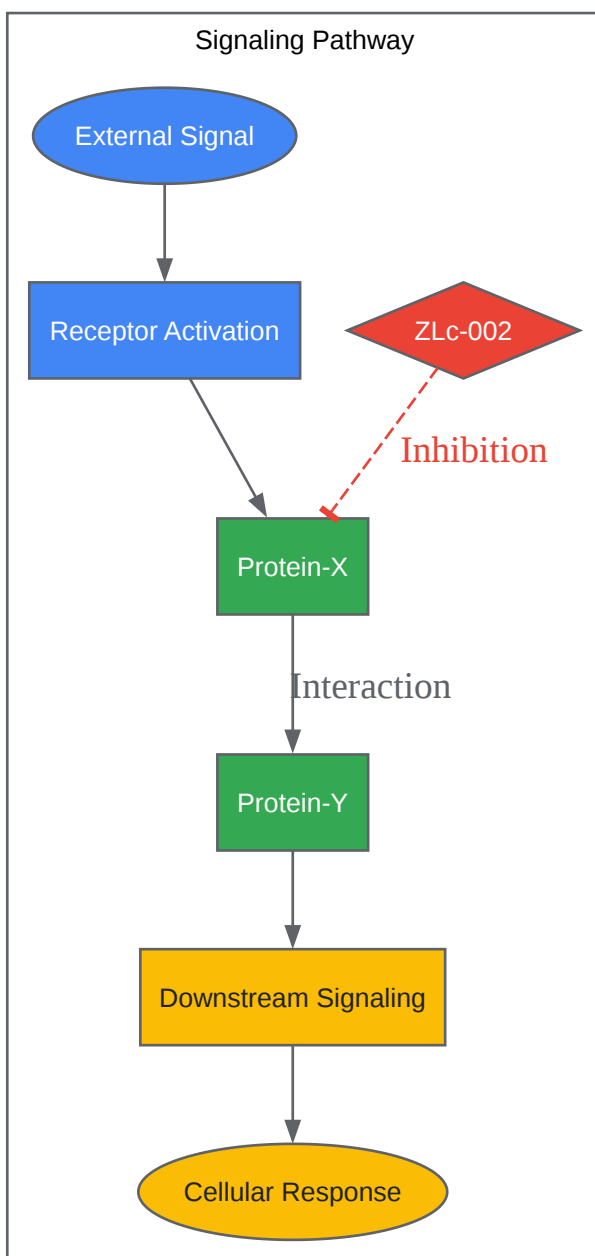 Signaling Pathway
External Signal
Receptor Activation
ZLc-002
Inhibition
Protein-X
Interaction
Protein-Y
Downstream Signaling
Cellular Response